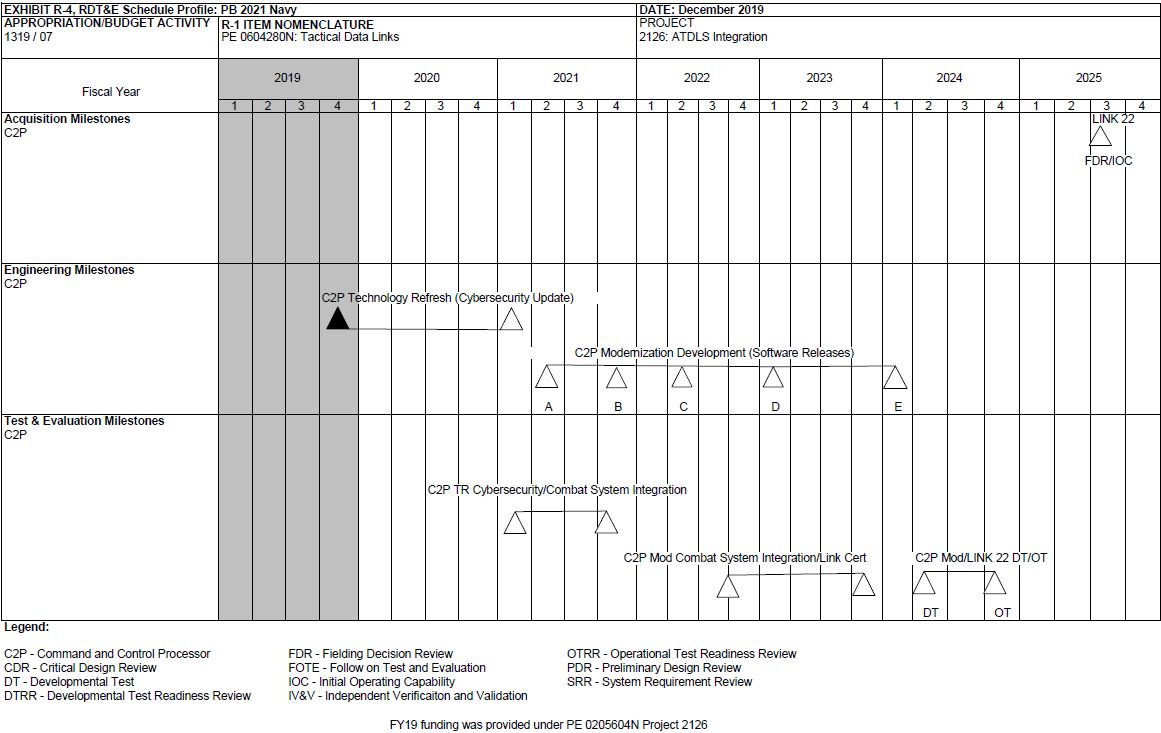 EXHIBIT R-4, RDT&E Schedule Profile: PB 2021 Navy DATE: December 2019
APPROPRIATION/BUDGET ACTIVITY R-1 ITEM NOMENCLATURE PROJECT
1319 / 07 PE 0604280N: Tactical Data Links 2126: ATDLS Integration
Fiscal Year 2019 2020 2021 2022 2023 2024 2025
1 2 3 4 1 2 3 4 1 2 3 4 1 2 3 4 1 2 3 4 1 2 3 4 1 2 3 4
Acquisition Milestones LINK 22
C2P
FDR/IOC
Engineering Milestones
C2P
C2P Technology Refresh (Cybersecurity Update)
C2P Modernization Development (Software Releases)
A B C D E
Test & Evaluation Milestones
C2P
C2P TR Cybersecurity/Combat System Integration
C2P Mod Combat System Integration/Link Cert C2P Mod/LINK 22 DT/OT
DT OT
Legend:
C2P - Command and Control Processor FDR - Fielding Decision Review OTRR - Operational Test Readiness Review
CDR - Critical Design Review FOTE - Follow on Test and Evaluation PDR - Preliminary Design Review
DT - Developmental Test IOC - Initial Operating Capability SRR - System Requirement Review
DTRR - Developmental Test Readiness Review IV&V - Independent Verificaiton and Validation
FY19 funding was provided under PE 0205604N Project 2126